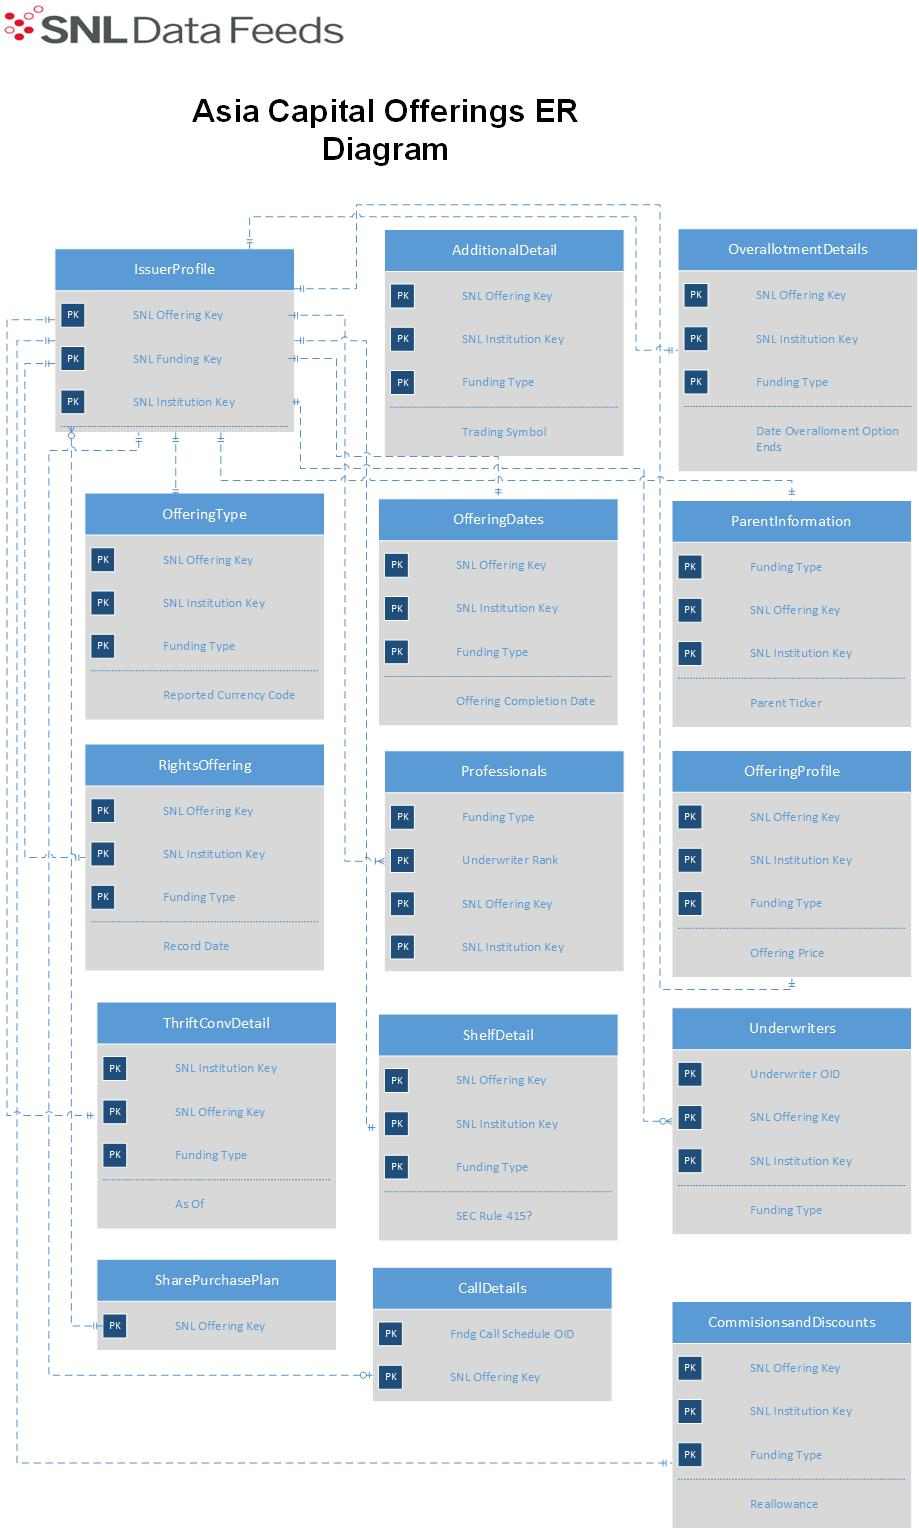 SNL Data Feeds
Asia Capital Offerings ER
Diagram
IssuerProfile
PK SNL Offering Key
PK SNL Funding Key
PK SNL Institution Key
AdditionalDetail
PK SNL Offering Key
PK SNL Institution Key
PK Funding Type
Trading Symbol
OverallotmentDetails
PK SNL Offering Key
PK SNL Institution Key
PK Funding Type
Date Overalloment Option
Ends
OfferingType
PK SNL Offering Key
PK SNL Institution Key
PK Funding Type
Reported Currency Code
OfferingDates
PK SNL Offering Key
PK SNL Institution Key
PK Funding Type
Offering Completion Date
ParentInformation
PK Funding Type
PK SNL Offering Key
PK SNL Institution Key
Parent Ticker
RightsOffering
PK SNL Offering Key
PK SNL Institution Key
PK Funding Type
Record Date
Professionals
PK Funding Type
PK Underwriter Rank
PK SNL Offering Key
PK SNL Institution Key
OfferingProfile
PK SNL Offering Key
PK SNL Institution Key
PK Funding Type
Offering Price
ThriftConvDetail
PK SNL Institution Key
PK SNL Offering Key
PK Funding Type
As Of
ShelfDetail
PK SNL Offering Key
PK SNL Institution Key
PK Funding Type
SEC Rule 415?
Underwriters
PK Underwriter OID
PK SNL Offering Key
PK SNL Institution Key
Funding Type
SharePurchasePlan
PK SNL Offering Key
CallDetails
PK Fndg Call Schedule OID
PK SNL Offering Key
CommisionsandDiscounts
PK SNL Offering Key
PK SNL Institution Key
PK Funding Type
Reallowance